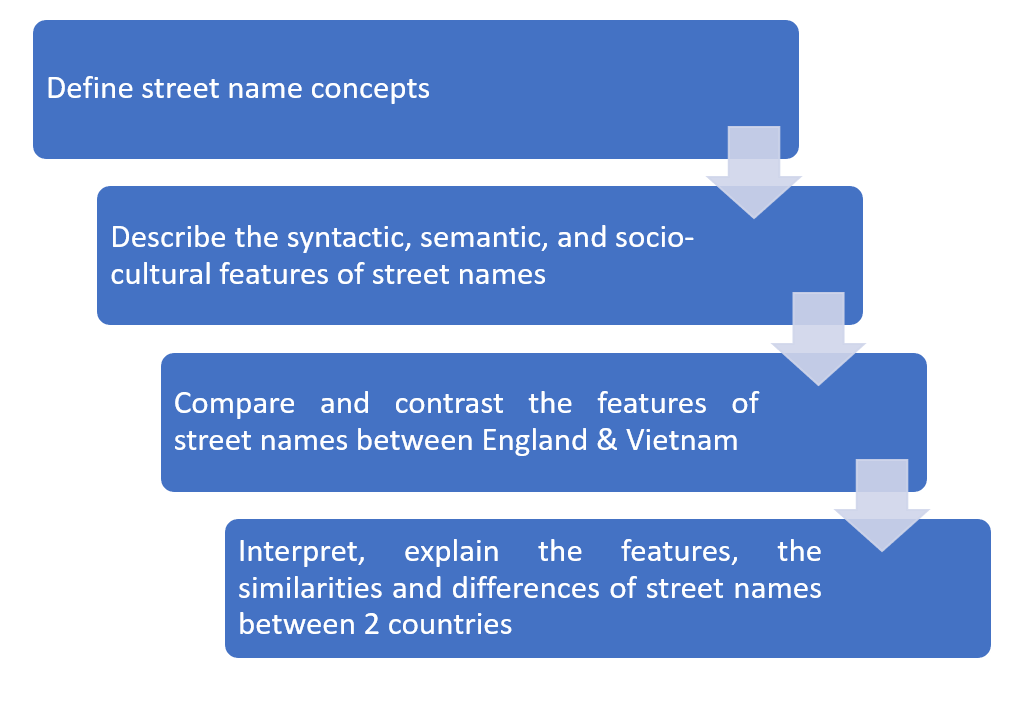 Define street name concepts
Describe the syntactic, semantic, and socio-
cultural features of street names
Compare and contrast the features of
street names between England & Vietnam
Interpret, explain the features, the
similarities and differences of street names
between 2 countries